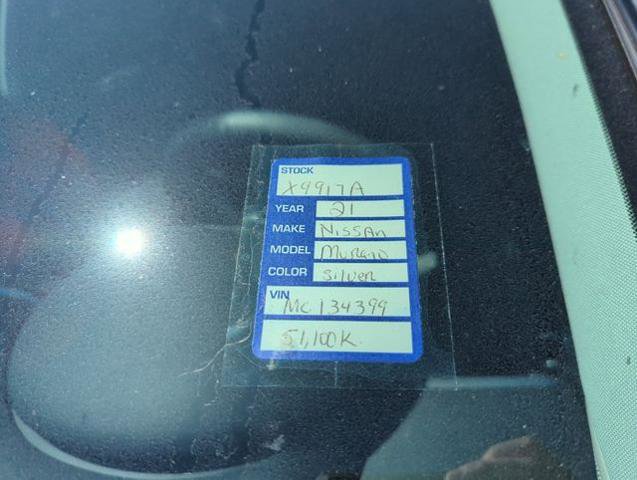 STOCK
X9917A
YEAR 21
MAKE NISSAN
MODEL MURANO
COLOR Silver
VIN
MC134399
51,100K